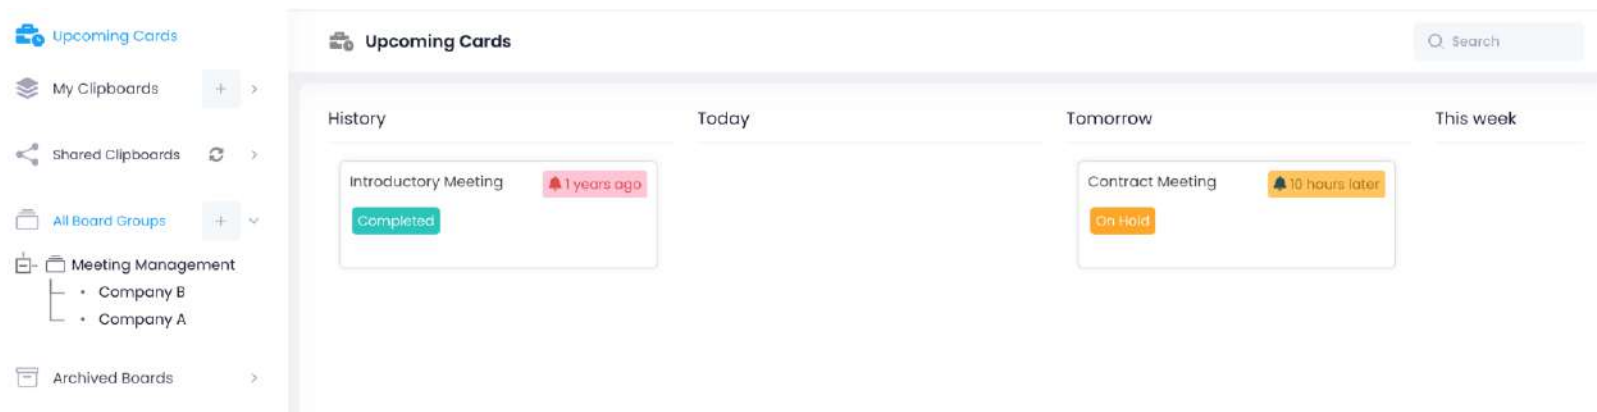 Upcoming Cards
My Clipboards
Shared Clipboards
All Board Groups
Meeting Management
Company B
Company A
Archived Boards
Upcoming Cards
Search
History
Today
Tomorrow
This week
Introductory Meeting
1 years ago
Completed
Contract Meeting
10 hours later
On Hold